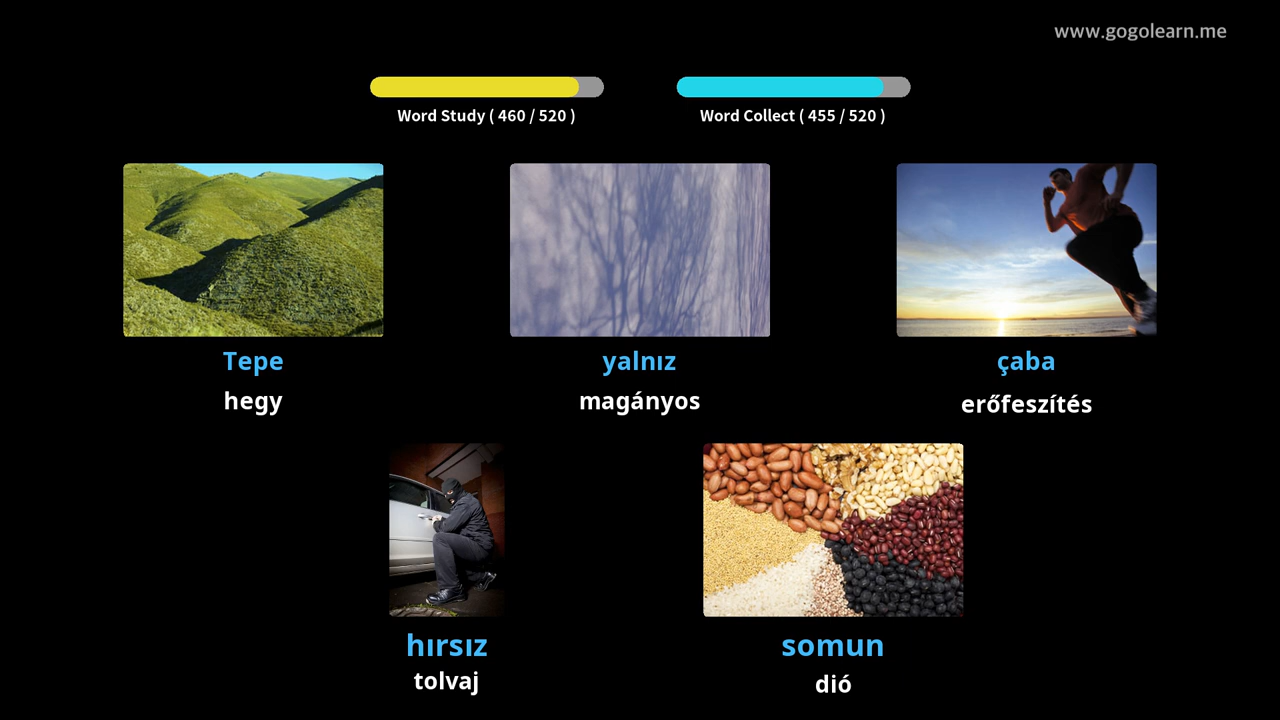 www.gogolearn.me
Word Study ( 460 / 520 )
Word Collect ( 455 / 520 )
Tepe
hegy
yalnız
magányos
çaba
erőfeszítés
hırsız
tolvaj
somun
dió